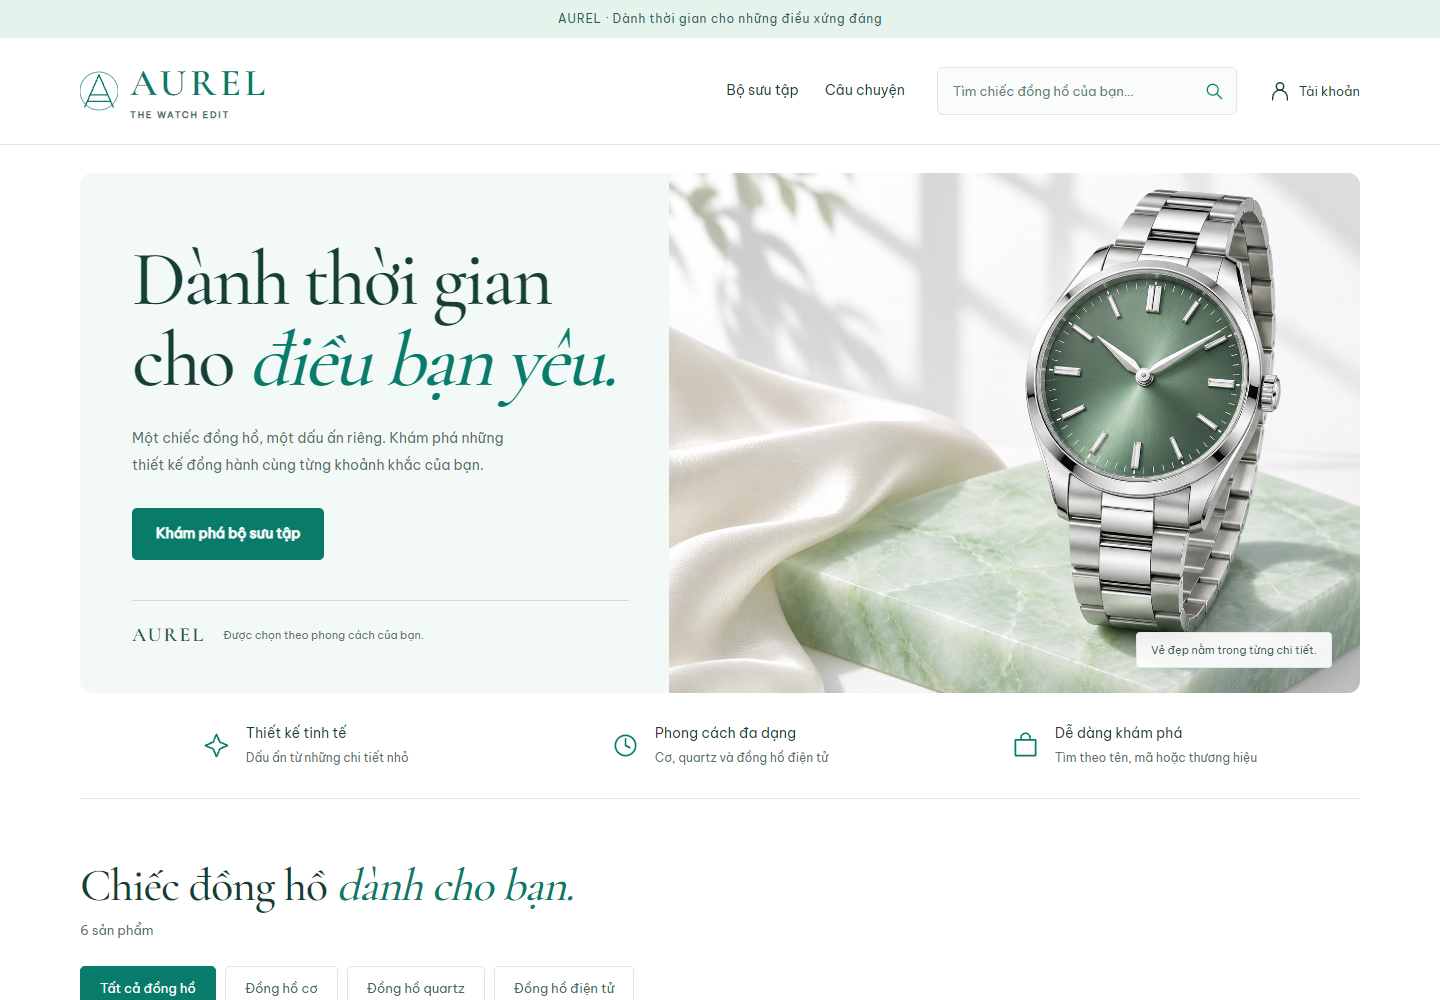 AUREL · Dành thời gian cho những điều xứng đáng
AUREL
THE WATCH EDIT
Bộ sưu tập
Câu chuyện
Tìm chiếc đồng hồ của bạn...
Tài khoản
Dành thời gian
cho điều bạn yêu.
Một chiếc đồng hồ, một dấu ấn riêng. Khám phá những
thiết kế đồng hành cùng từng khoảnh khắc của bạn.
Khám phá bộ sưu tập
AUREL
Được chọn theo phong cách của bạn.
Vẻ đẹp nằm trong từng chi tiết.
Thiết kế tinh tế
Dấu ấn từ những chi tiết nhỏ
Phong cách đa dạng
Cơ, quartz và đồng hồ điện tử
Dễ dàng khám phá
Tìm theo tên, mã hoặc thương hiệu
Chiếc đồng hồ dành cho bạn.
6 sản phẩm
Tất cả đồng hồ
Đồng hồ cơ
Đồng hồ quartz
Đồng hồ điện tử